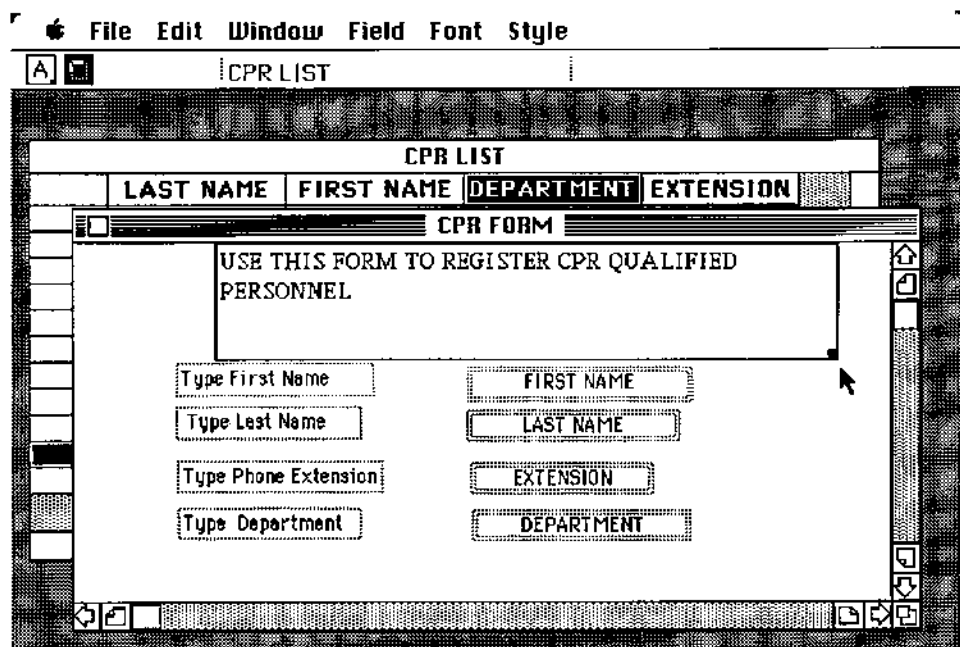 File Edit Window Field Font Style
A CPR LIST
CPR LIST
LAST NAME FIRST NAME DEPARTMENT EXTENSION
CPR FORM
USE THIS FORM TO REGISTER CPR QUALIFIED
PERSONNEL
Type First Name FIRST NAME
Type Last Name LAST NAME
Type Phone Extension EXTENSION
Type Department DEPARTMENT